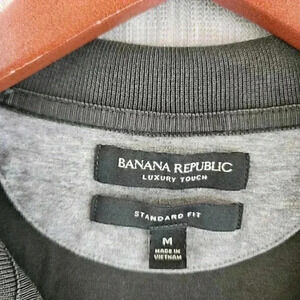 BANANA REPUBLIC
LUXURY TOUCH
STANDARD FIT
M
MADE IN
VIETNAM